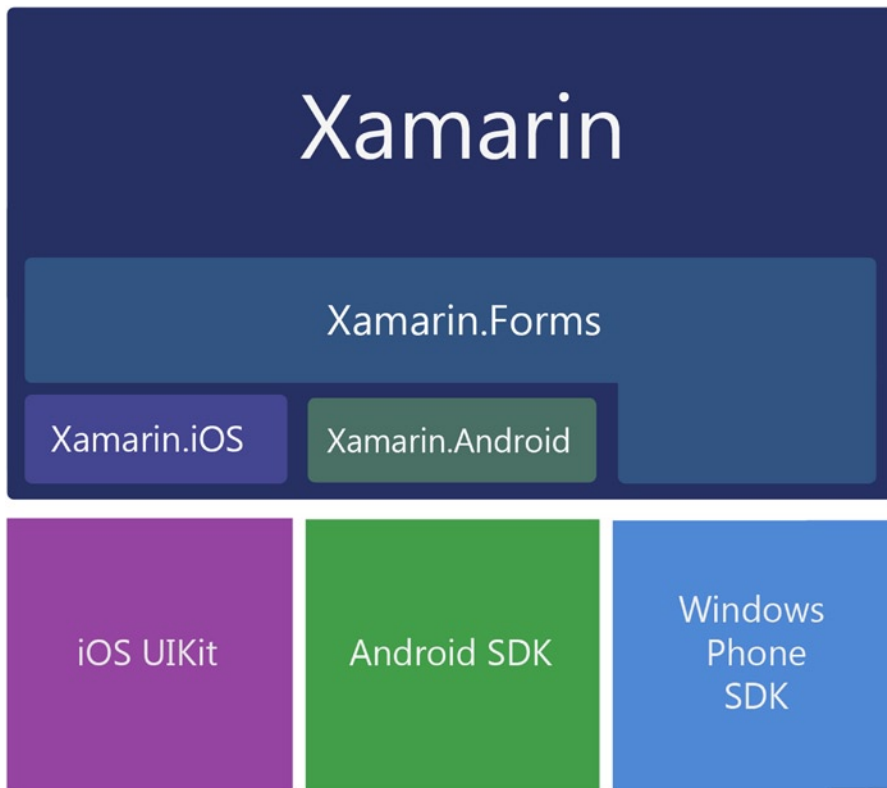 Xamarin
Xamarin.Forms
Xamarin.iOS
Xamarin.Android
iOS UIKit
Android SDK
Windows
Phone
SDK